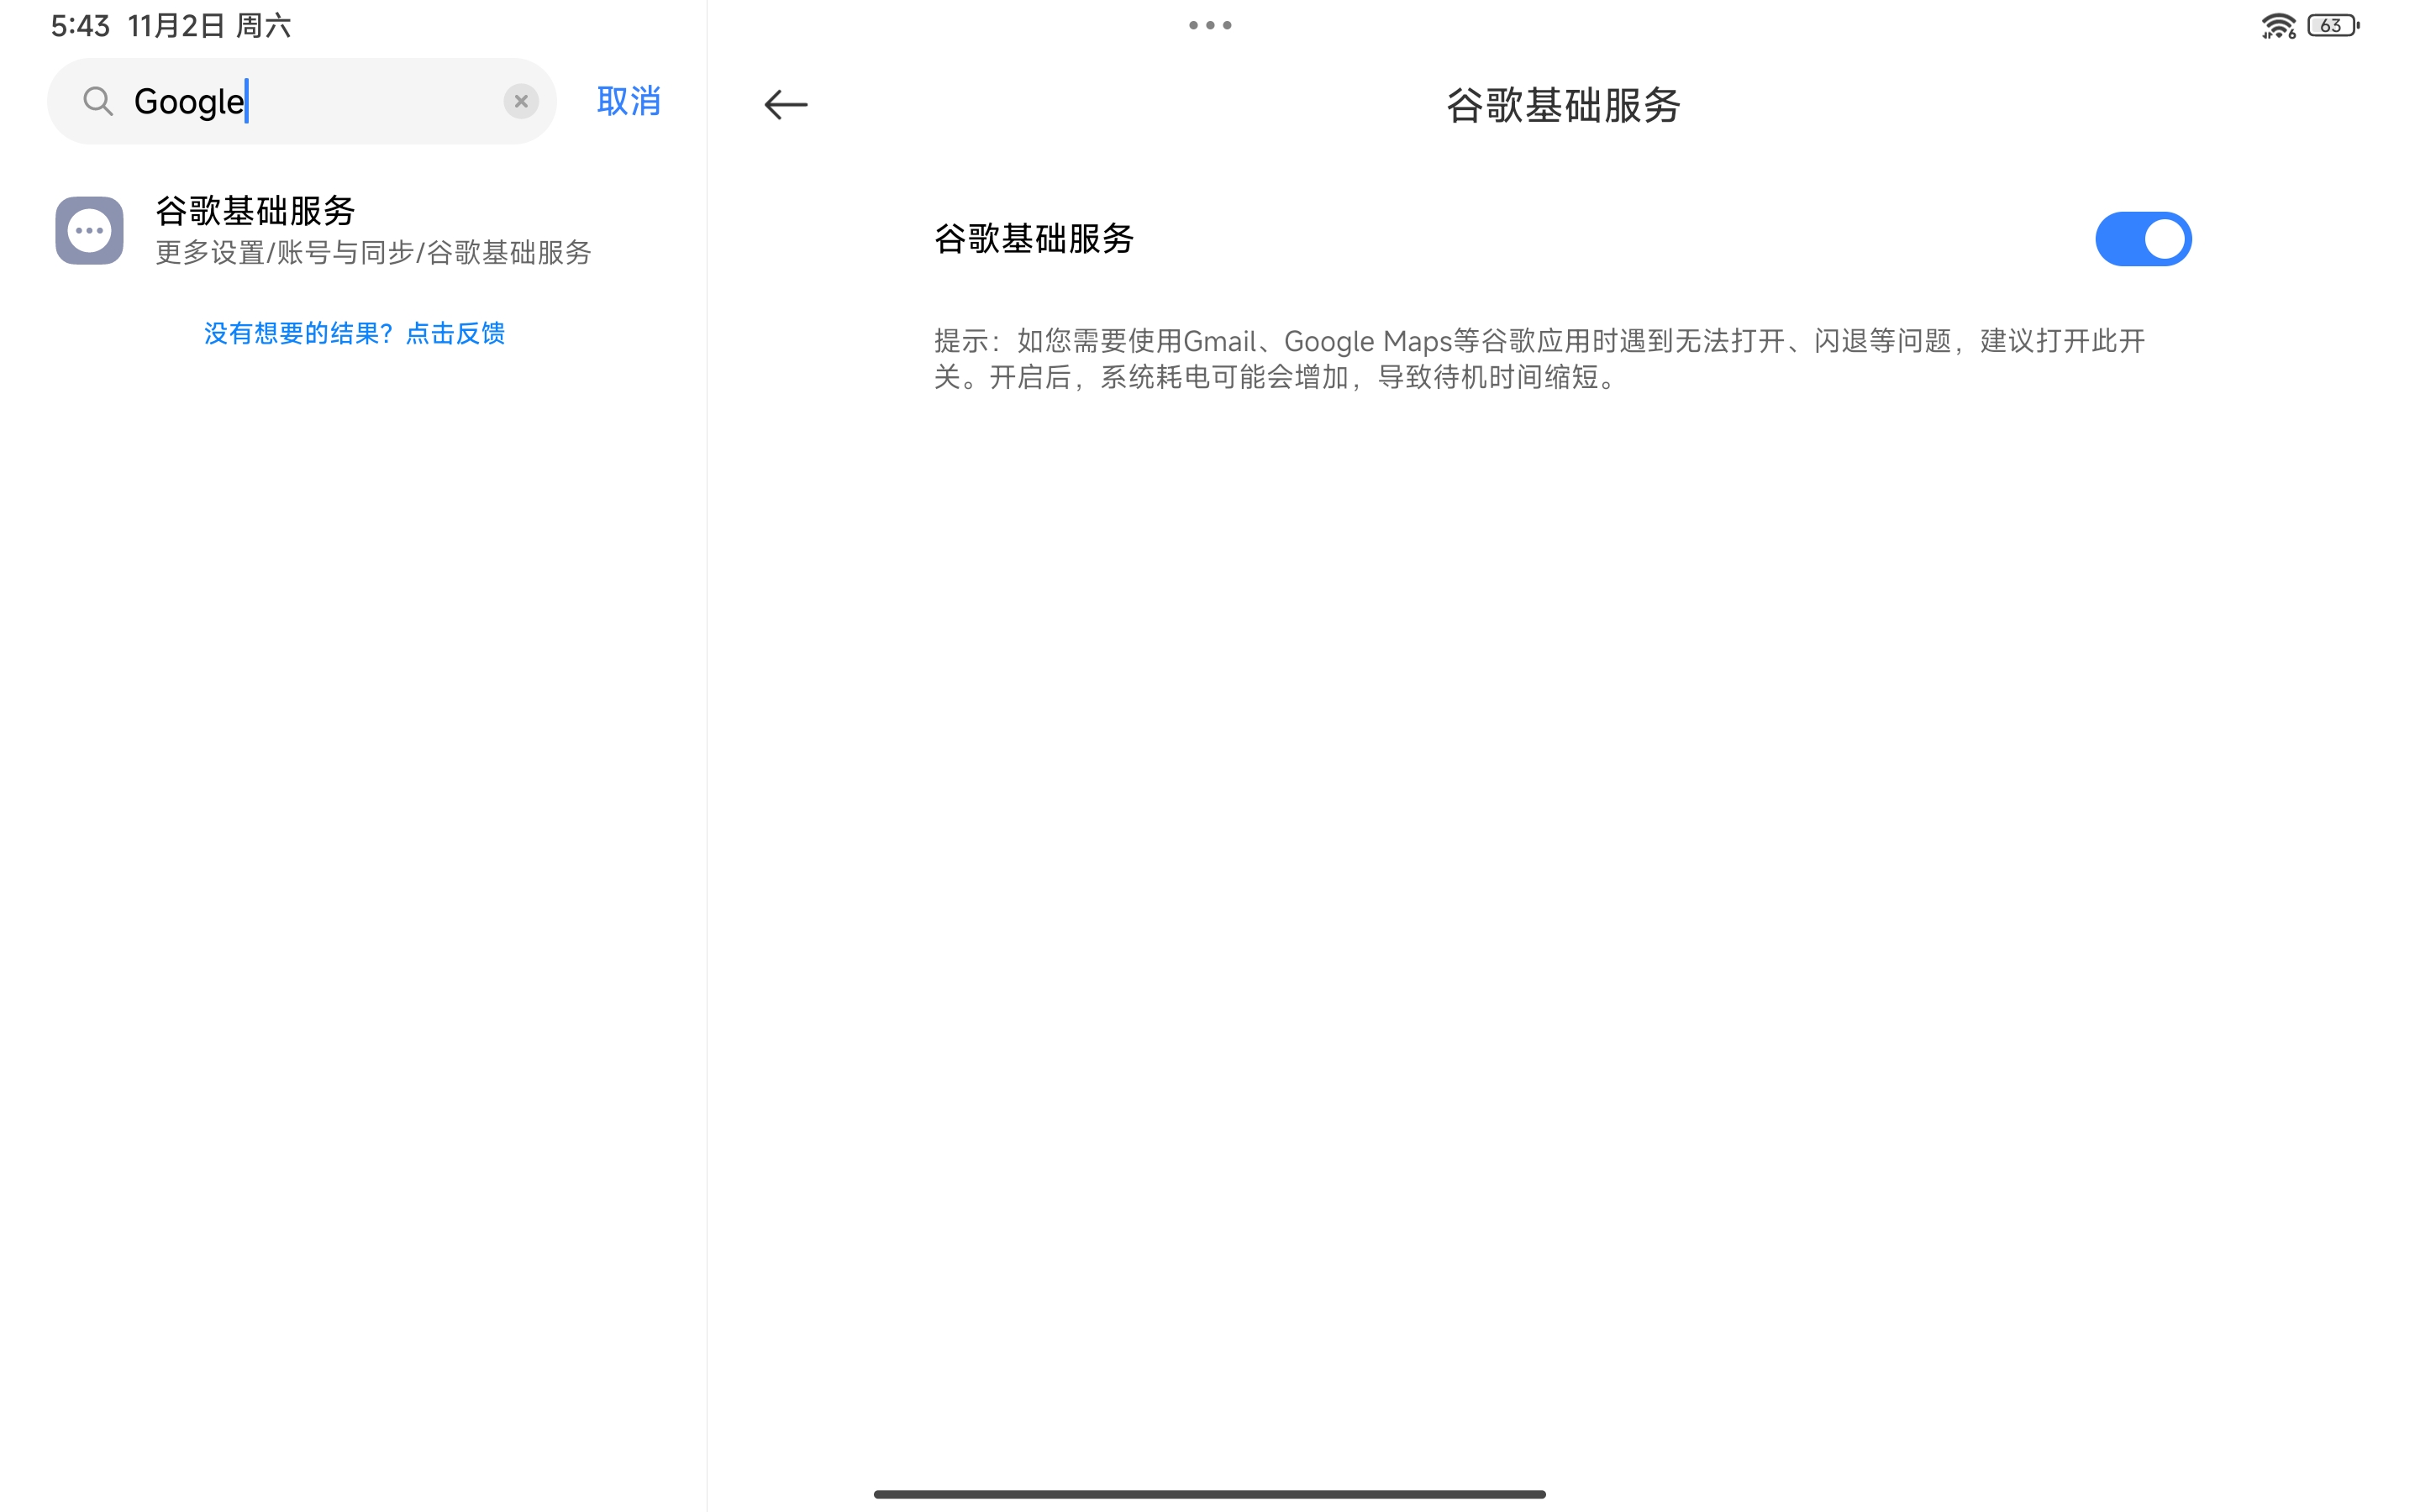 5:43 11月2日 周六
63
Google
取消
谷歌基础服务
更多设置/账号与同步/谷歌基础服务
没有想要的结果？点击反馈
谷歌基础服务
谷歌基础服务
提示：如您需要使用Gmail、Google Maps等谷歌应用时遇到无法打开、闪退等问题，建议打开此开
关。开启后，系统耗电可能会增加，导致待机时间缩短。